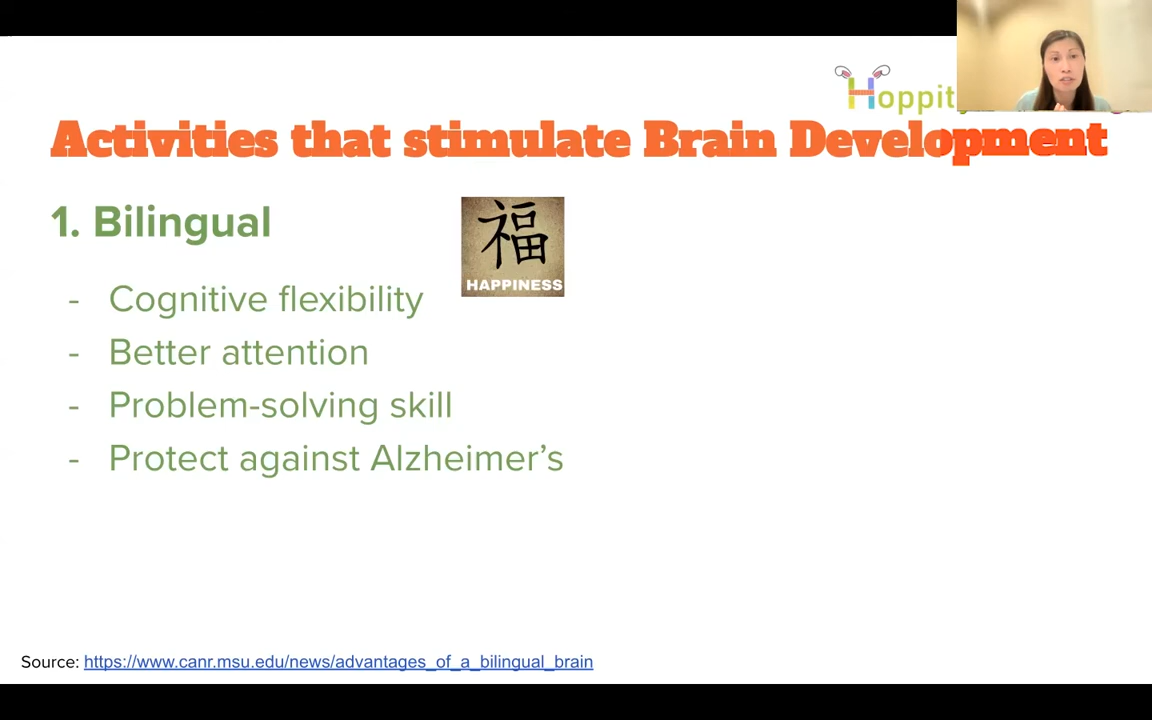 Activities that stimulate Brain Development
1. Bilingual
福
HAPPINESS
- Cognitive flexibility
- Better attention
- Problem-solving skill
- Protect against Alzheimer’s
Source: https://www.canr.msu.edu/news/advantages_of_a_bilingual_brain